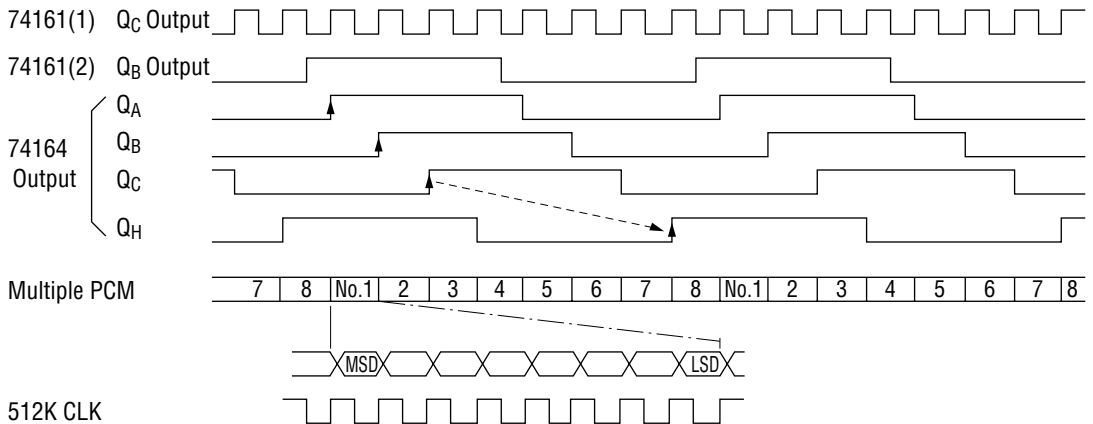 74161(1) QC Output
74161(2) QB Output
QA
QB
74164
Output
QC
QH
Multiple PCM 7 8 No.1 2 3 4 5 6 7 8 No.1 2 3 4 5 6 7 8
MSD LSD
512K CLK